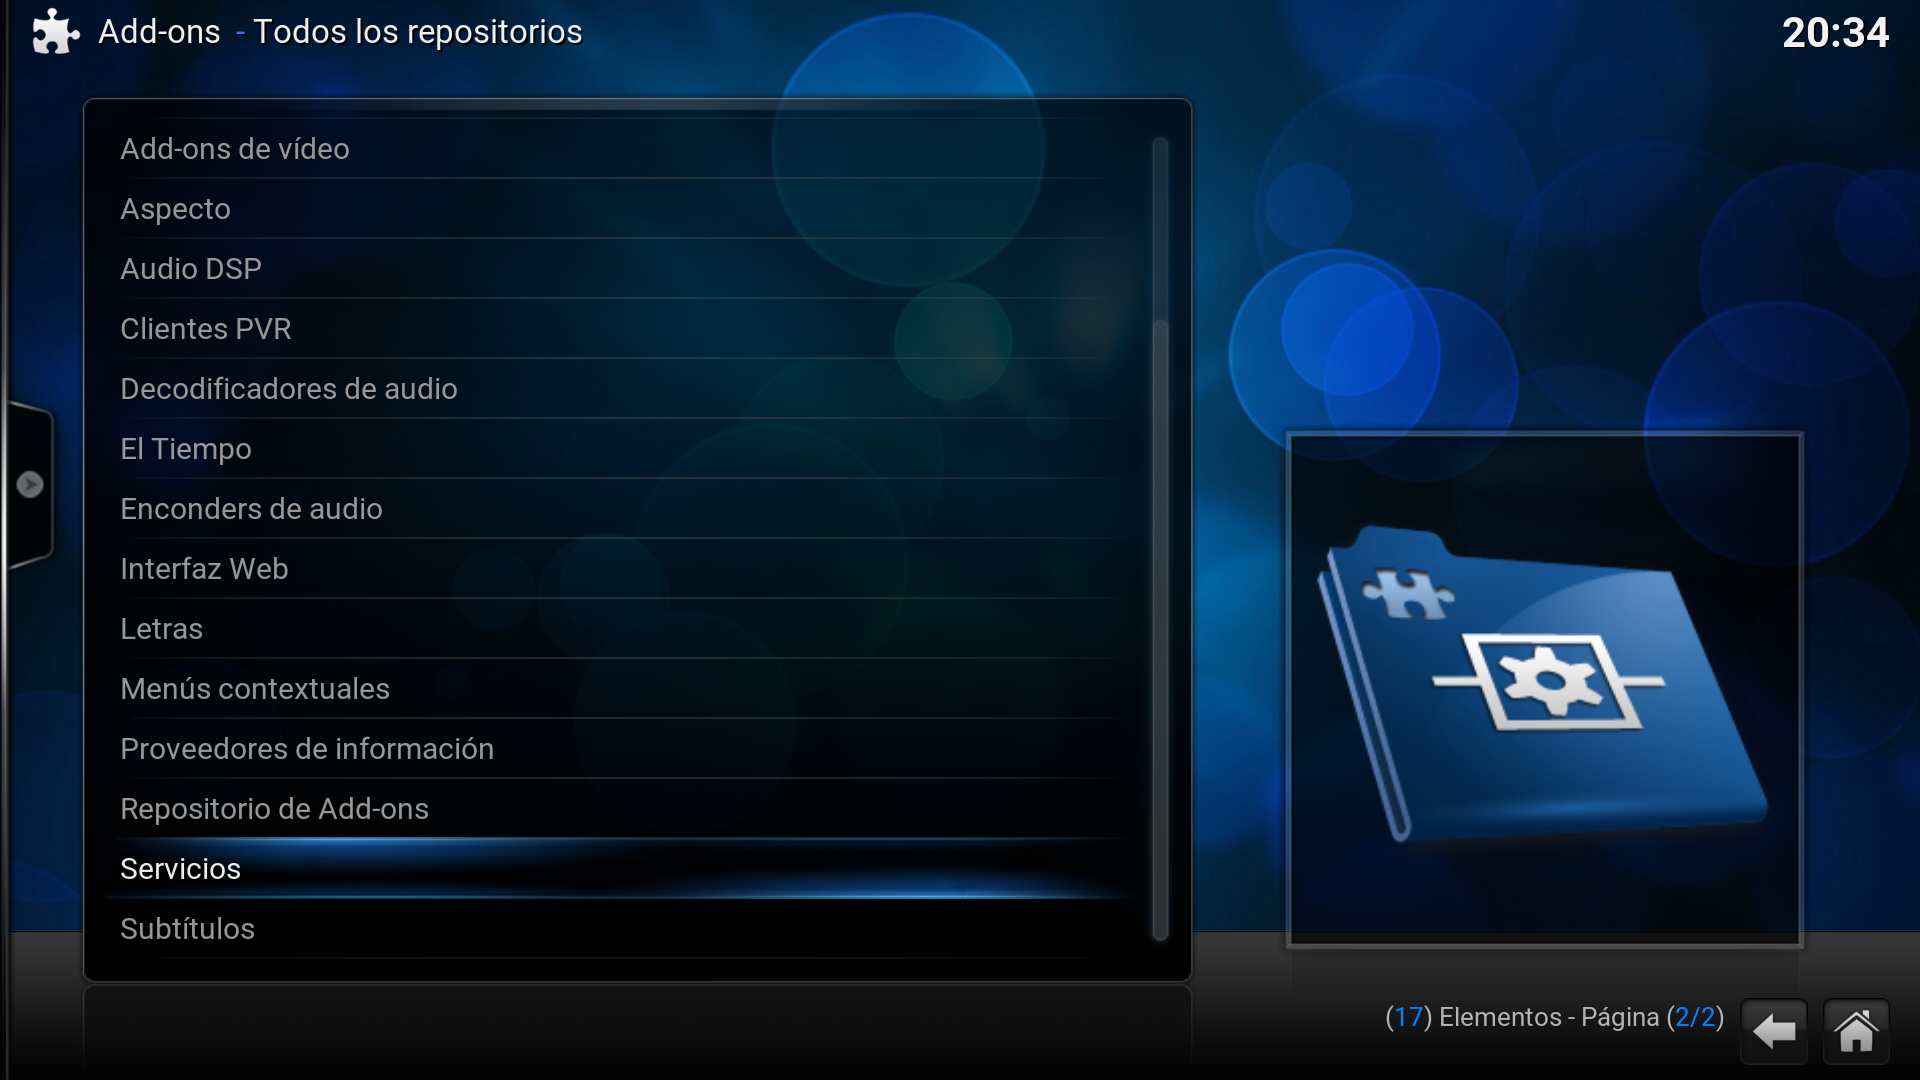 Add-ons - Todos los repositorios
20:34
Add-ons de vídeo
Aspecto
Audio DSP
Clientes PVR
Decodificadores de audio
El Tiempo
Enconders de audio
Interfaz Web
Letras
Menús contextuales
Proveedores de información
Repositorio de Add-ons
Servicios
Subtítulos
(17) Elementos - Página (2/2)